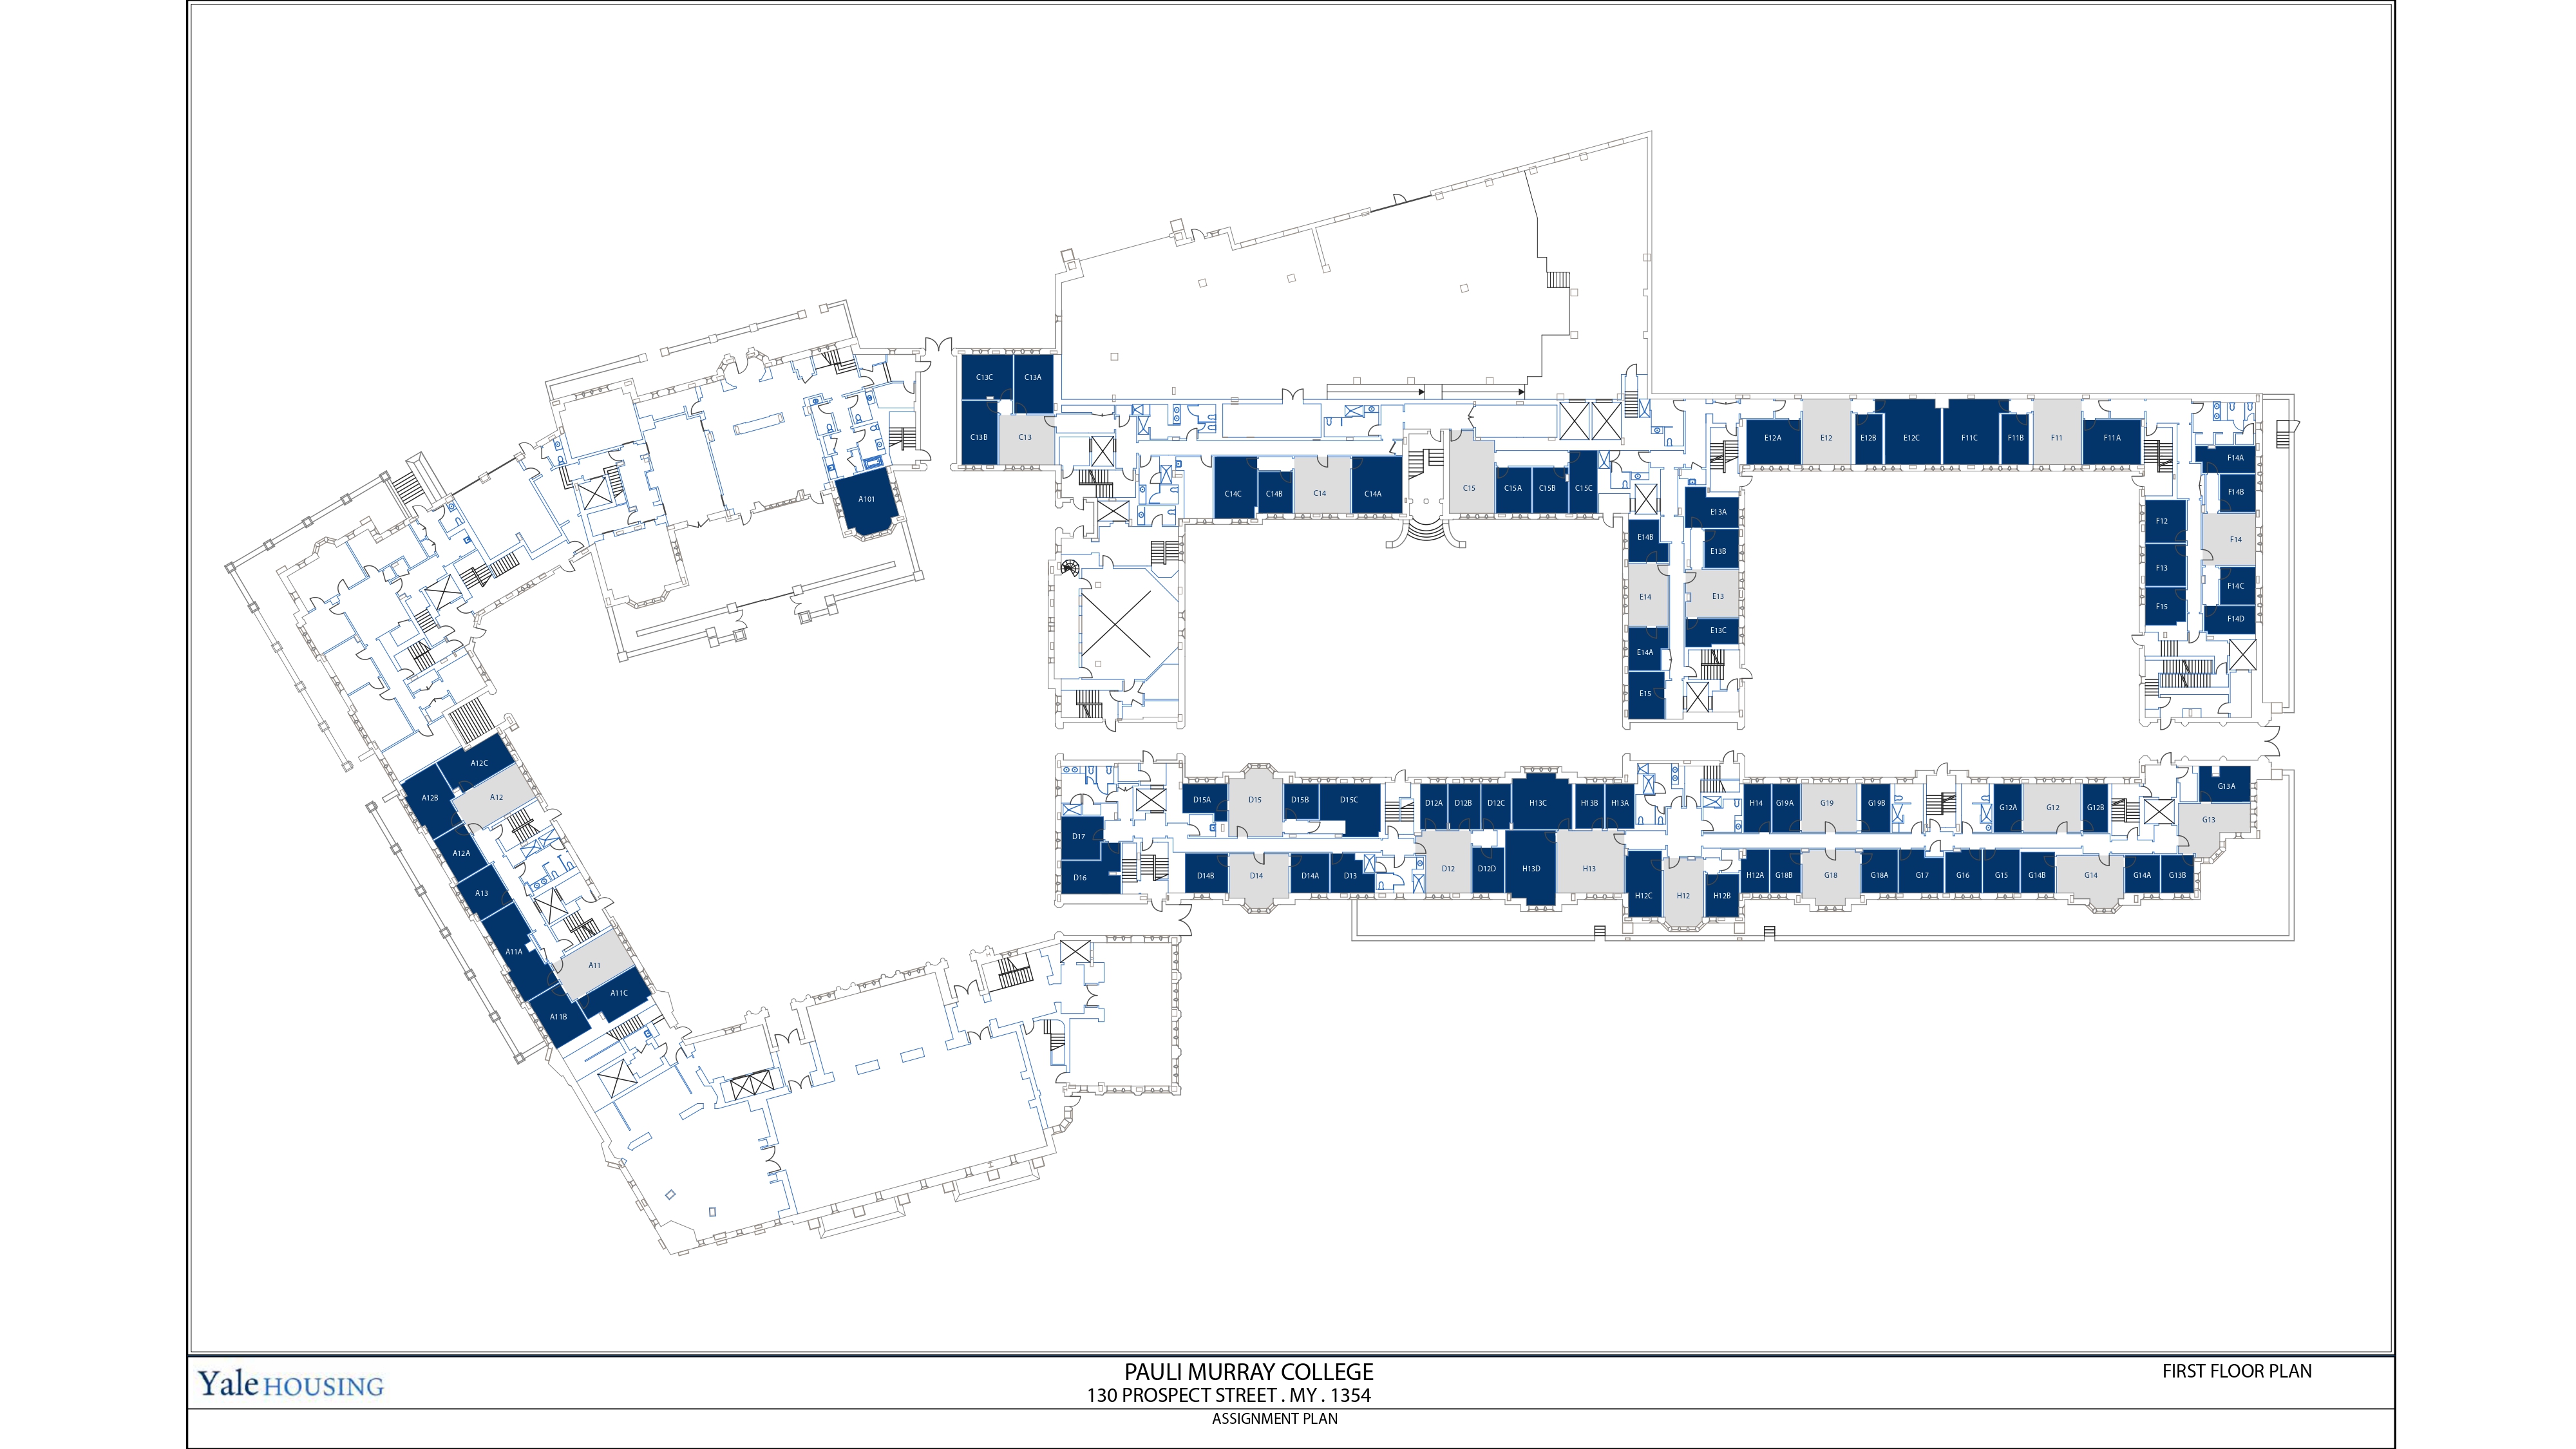 C13C
C13A
C13B
C13
A101
C14C
C14B
C14
C14A
C15
C15A
C15B
C15C
E12A
E12
E12B
E12C
F11C
F11B
F11
F11A
F14A
F14B
F12
F14
F13
F14C
F15
F14D
E13A
E14B
E13B
E14
E13
E13C
E14A
E15
A12C
A12B
A12
A12A
A13
A11A
A11
A11C
A11B
D15A
D15
D15B
D15C
D12A
D12B
D12C
H13C
H13B
H13A
H14
G19A
G19
G19B
G12A
G12
G12B
G13A
G13
D17
D16
D14B
D14
D14A
D13
D12
D12D
H13D
H13
H12C
H12
H12B
H12A
G18B
G18
G18A
G17
G16
G15
G14B
G14
G14A
G13B
Yale HOUSING
PAULI MURRAY COLLEGE
130 PROSPECT STREET . MY . 1354
ASSIGNMENT PLAN
FIRST FLOOR PLAN